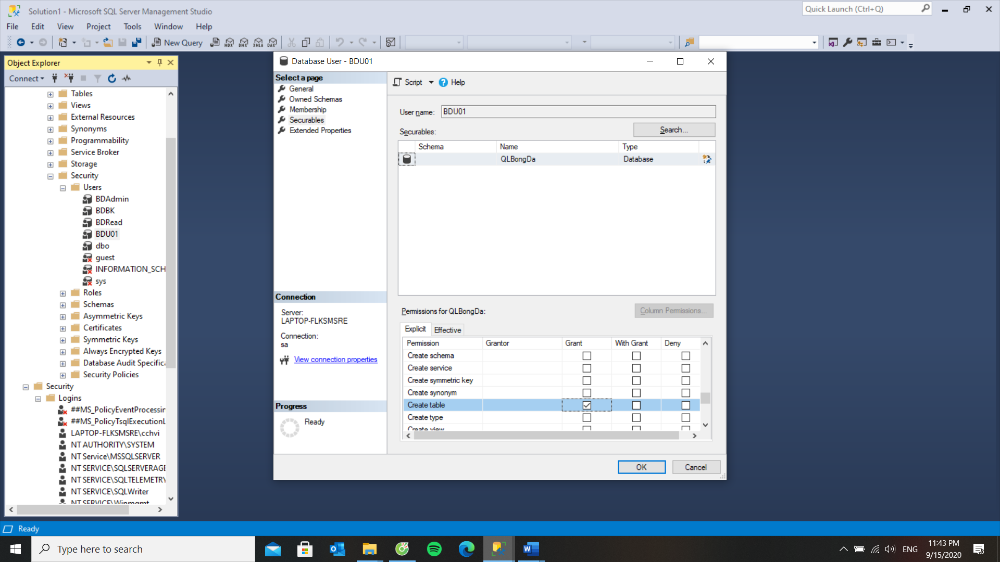 Solution1 - Microsoft SQL Server Management Studio
Quick Launch (Ctrl+Q)
File Edit View Project Tools Window Help
New Query MDX DMX XMLA DAX
Object Explorer
Connect
Tables
Views
External Resources
Synonyms
Programmability
Service Broker
Storage
Security
Users
BDAdmin
BDBK
BDRead
BDU01
dbo
guest
INFORMATION_SCH
sys
Roles
Schemas
Asymmetric Keys
Certificates
Symmetric Keys
Always Encrypted Keys
Database Audit Specifica
Security Policies
Security
Logins
##MS_PolicyEventProcessin
##MS_PolicyTsqlExecutionL
LAPTOP-FLKSMSRE\cchvi
NT AUTHORITY\SYSTEM
NT Service\MSSQLSERVER
NT SERVICE\SQLSERVERAGE
NT SERVICE\SQLTELEMETRY
NT SERVICE\SQLWriter
NT SERVICE\Winmgmt
Database User - BDU01
Select a page
General
Owned Schemas
Membership
Securables
Extended Properties
Connection
Server:
LAPTOP-FLKSMSRE
Connection:
sa
View connection properties
Progress
Ready
Script Help
User name: BDU01
Securables: Search...
Schema Name Type
QLBongDa Database
Permissions for QLBongDa: Column Permissions...
Explicit Effective
Permission Grantor Grant With Grant Deny
Create schema
Create service
Create symmetric key
Create synonym
Create table
Create type
Create view
OK Cancel
Ready
Type here to search
ENG
11:43 PM
9/15/2020